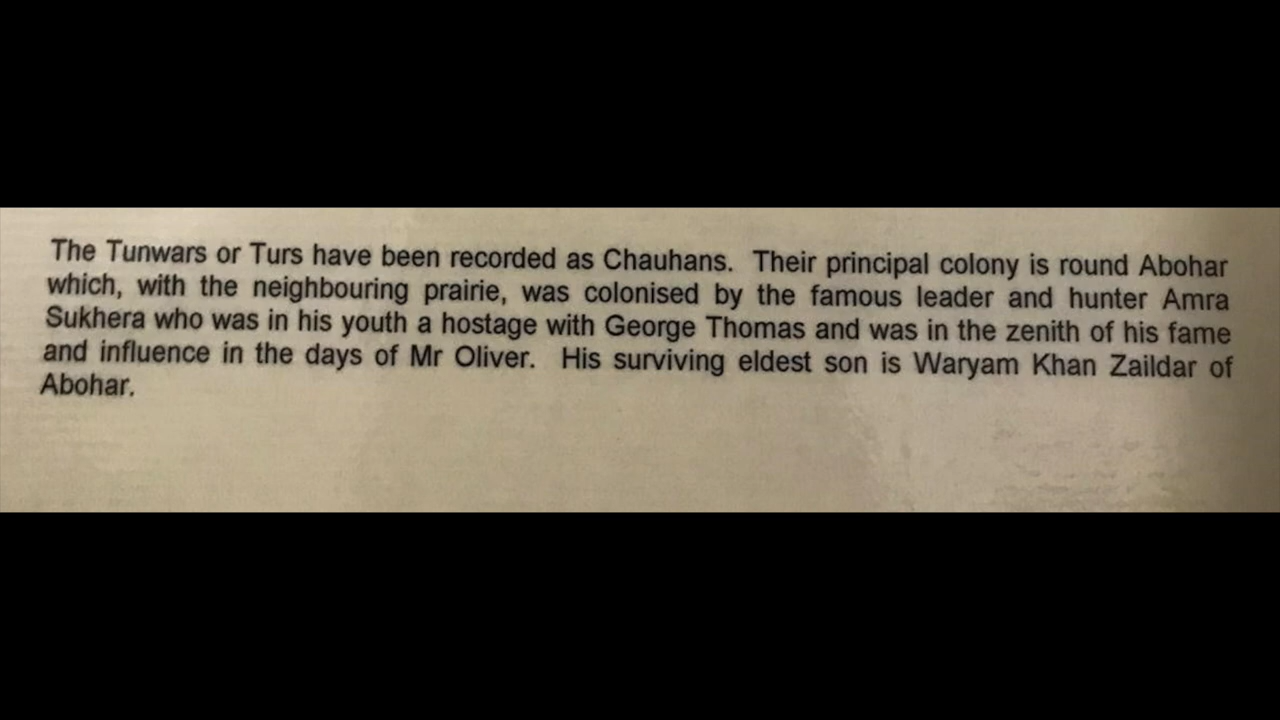 The Tunwars or Turs have been recorded as Chauhans. Their principal colony is round Abohar
which, with the neighbouring prairie, was colonised by the famous leader and hunter Amra
Sukhera who was in his youth a hostage with George Thomas and was in the zenith of his fame
and influence in the days of Mr Oliver. His surviving eldest son is Waryam Khan Zaildar of
Abohar.